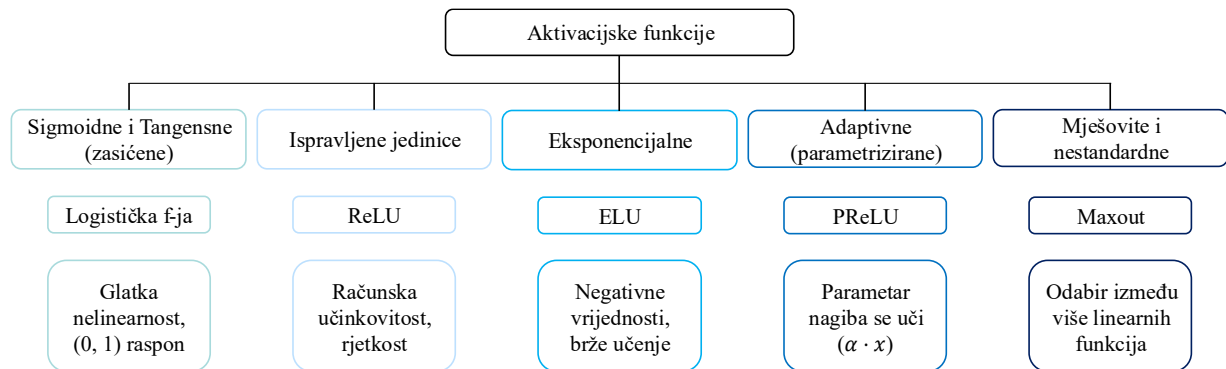 Aktivacijske funkcije
Sigmoidne i Tangensne
(zasićene)
Ispravljene jedinice
Eksponencijalne
Adaptivne
(parametrizirane)
Mješovite i
nestandardne
Logistička f-ja
ReLU
ELU
PReLU
Maxout
Glatka
nelinearnost,
(0, 1) raspon
Računska
učinkovitost,
rjetkost
Negativne
vrijednosti,
brže učenje
Parametar
nagiba se uči
(α · x)
Odabir između
više linearnih
funkcija